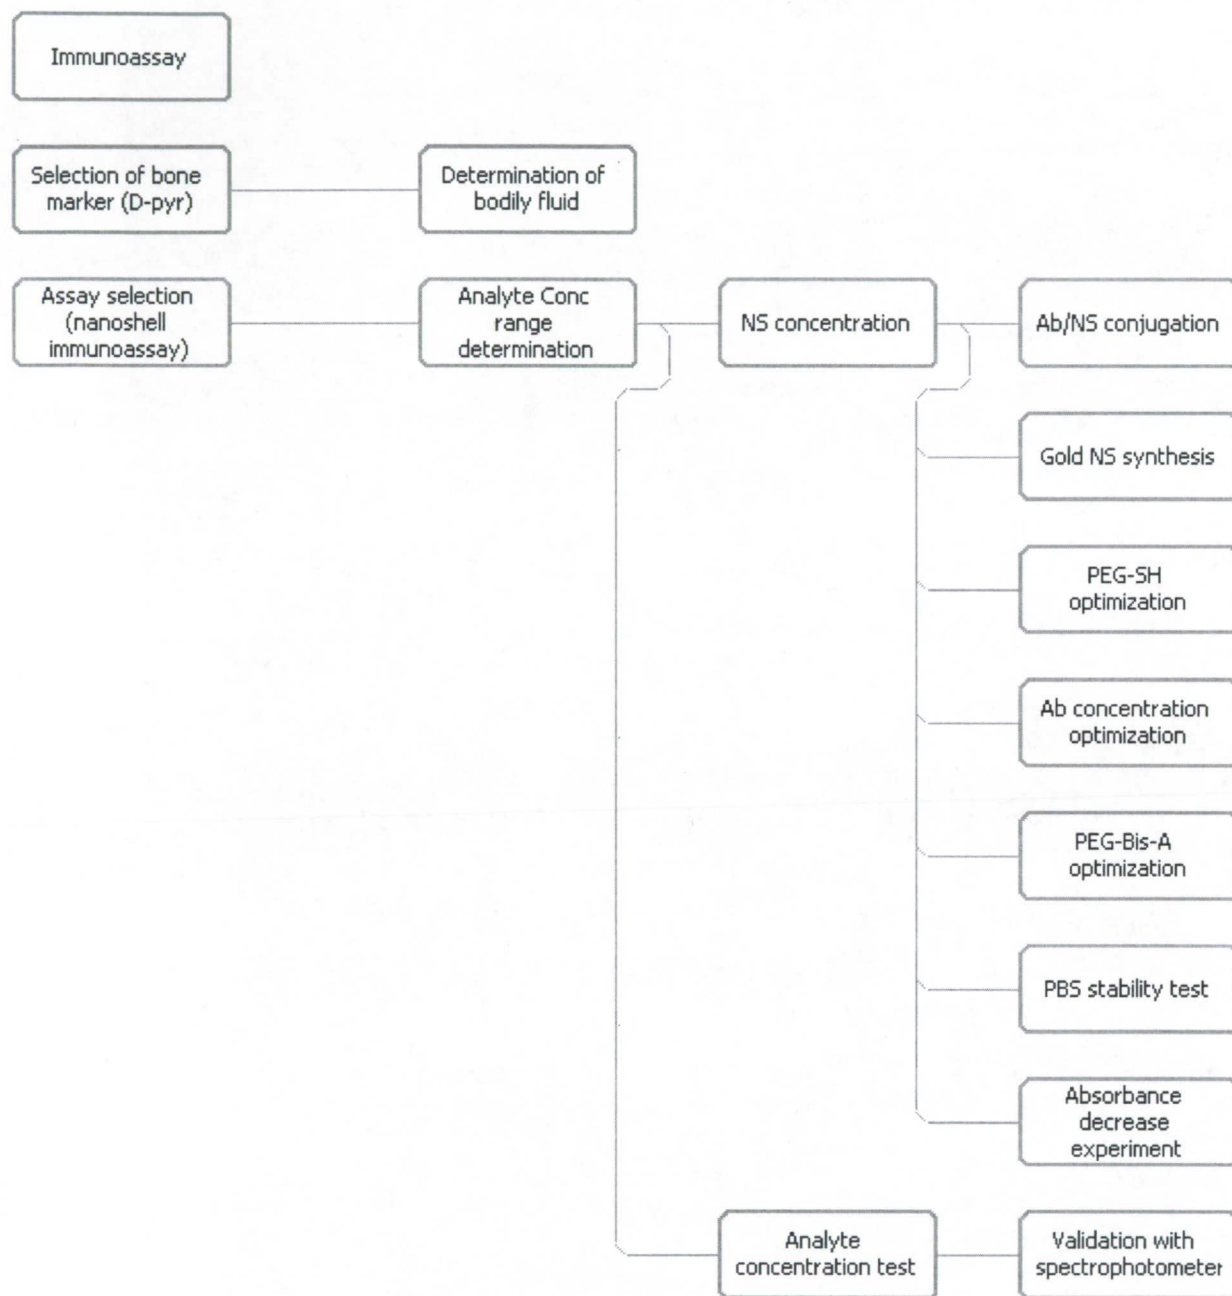 Immunoassay
Selection of bone
marker (D-pyr)
Determination of
bodily fluid
Assay selection
(nanoshell
immunoassay)
Analyte Conc
range
determination
NS concentration
Ab/NS conjugation
Gold NS synthesis
PEG-SH
optimization
Ab concentration
optimization
PEG-Bis-A
optimization
PBS stability test
Absorbance
decrease
experiment
Analyte
concentration test
Validation with
spectrophotometer